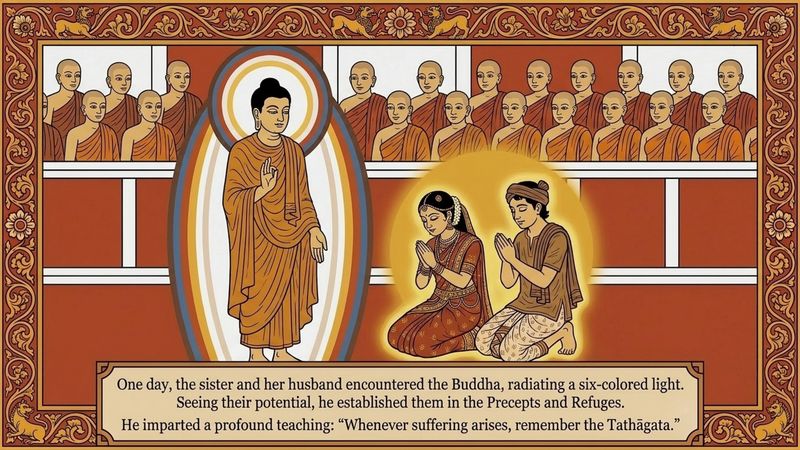 One day, the sister and her husband encountered the Buddha, radiating a six-colored light.
Seeing their potential, he established them in the Precepts and Refuges.
He imparted a profound teaching: “Whenever suffering arises, remember the Tathāgata.”